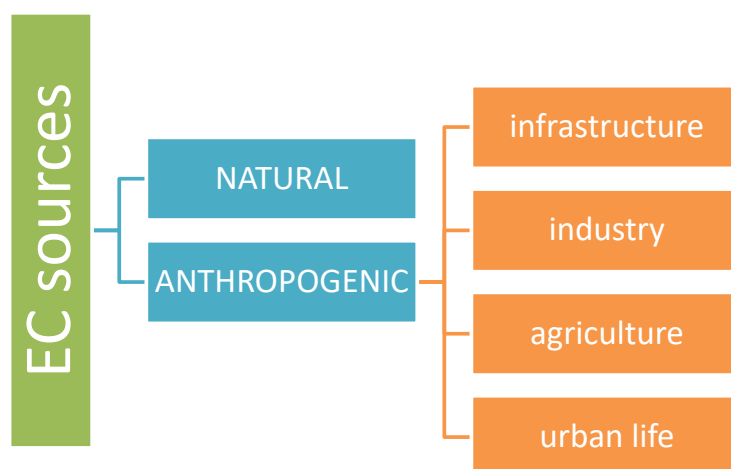 EC sources
NATURAL
ANTHROPOGENIC
infrastructure
industry
agriculture
urban life